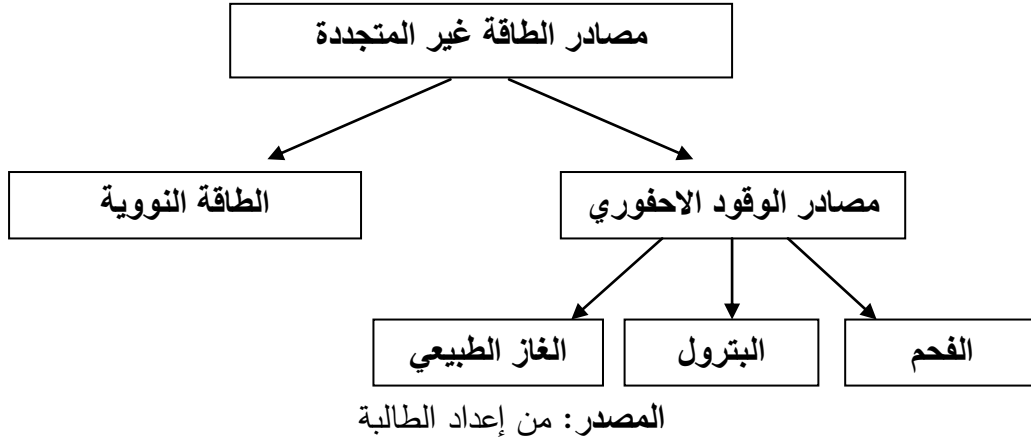 مصادر الطاقة غير المتجددة
مصادر الوقود الاحفوري
الطاقة النووية
الفحم
البترول
الغاز الطبيعي
المصدر: من إعداد الطالبة